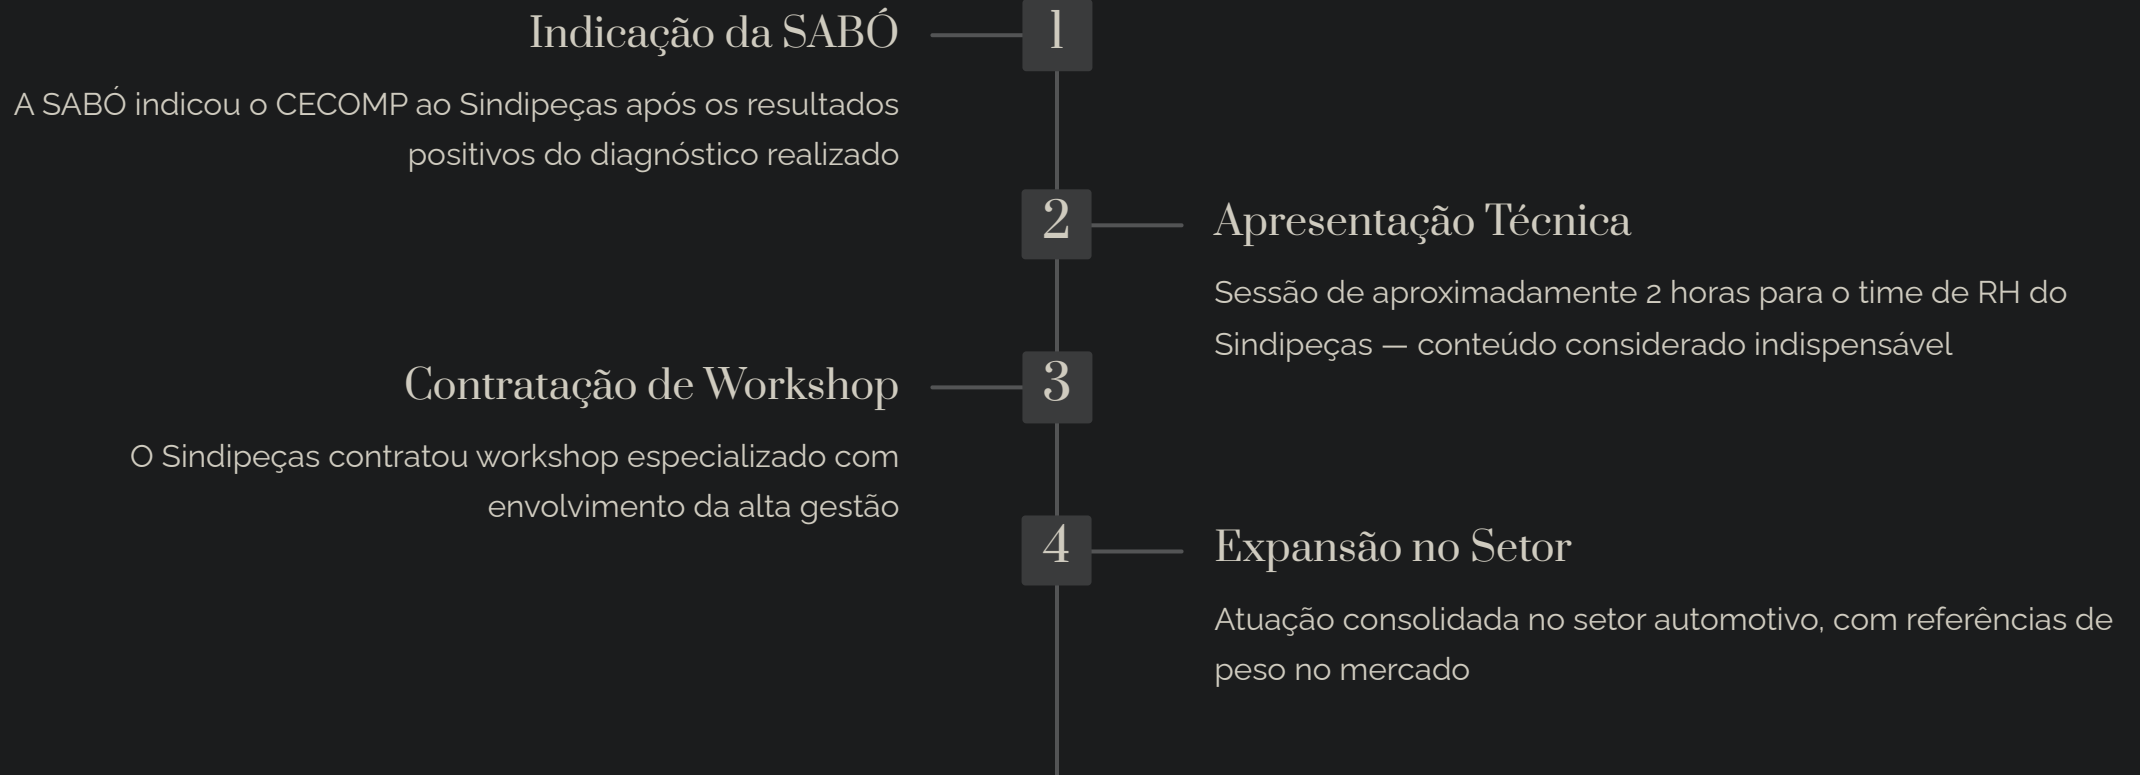 Indicação da SABÓ
1
A SABÓ indicou o CECOMP ao Sindipeças após os resultados
positivos do diagnóstico realizado
2
Apresentação Técnica
Sessão de aproximadamente 2 horas para o time de RH do
Sindipeças — conteúdo considerado indispensável
Contratação de Workshop
3
O Sindipeças contratou workshop especializado com
envolvimento da alta gestão
4
Expansão no Setor
Atuação consolidada no setor automotivo, com referências de
peso no mercado